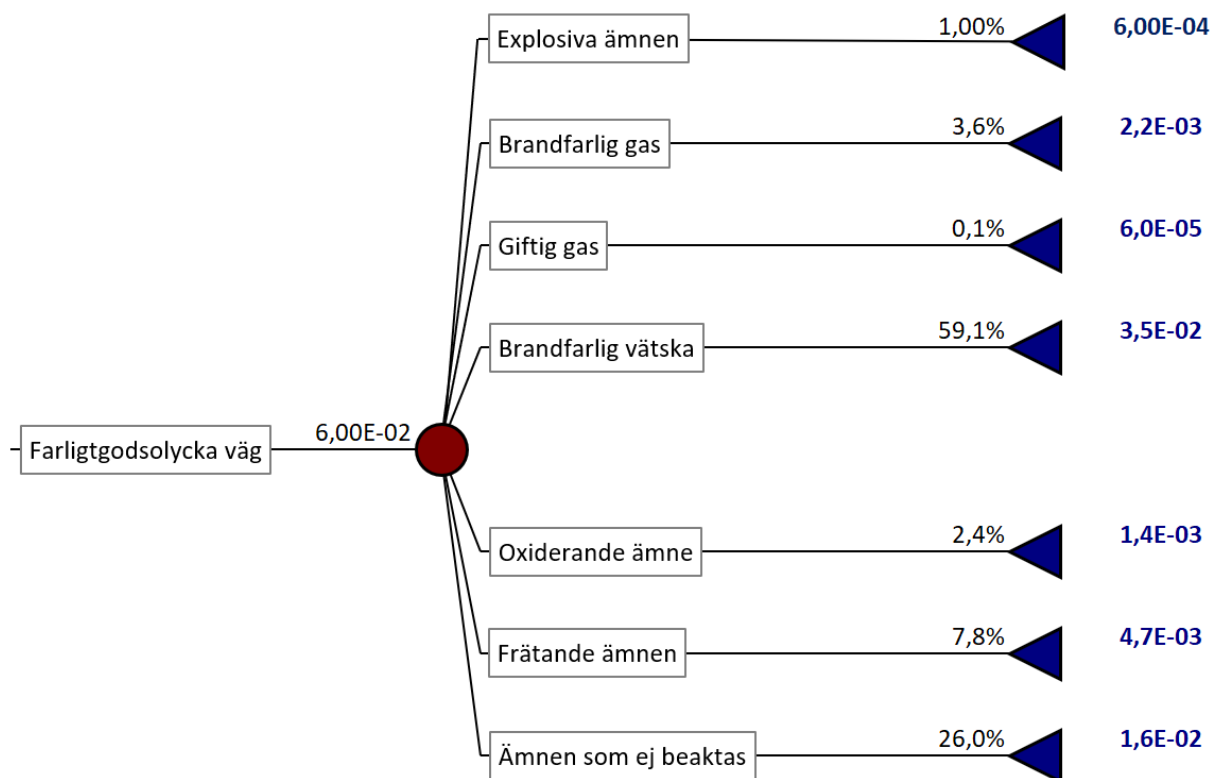 Explosiva ämnen 1,00% 6,00E-04
Brandfarlig gas 3,6% 2,2E-03
Giftig gas 0,1% 6,0E-05
Brandfarlig vätska 59,1% 3,5E-02
Farligtgodsolycka väg 6,00E-02
Oxiderande ämne 2,4% 1,4E-03
Frätande ämnen 7,8% 4,7E-03
Ämnen som ej beaktas 26,0% 1,6E-02